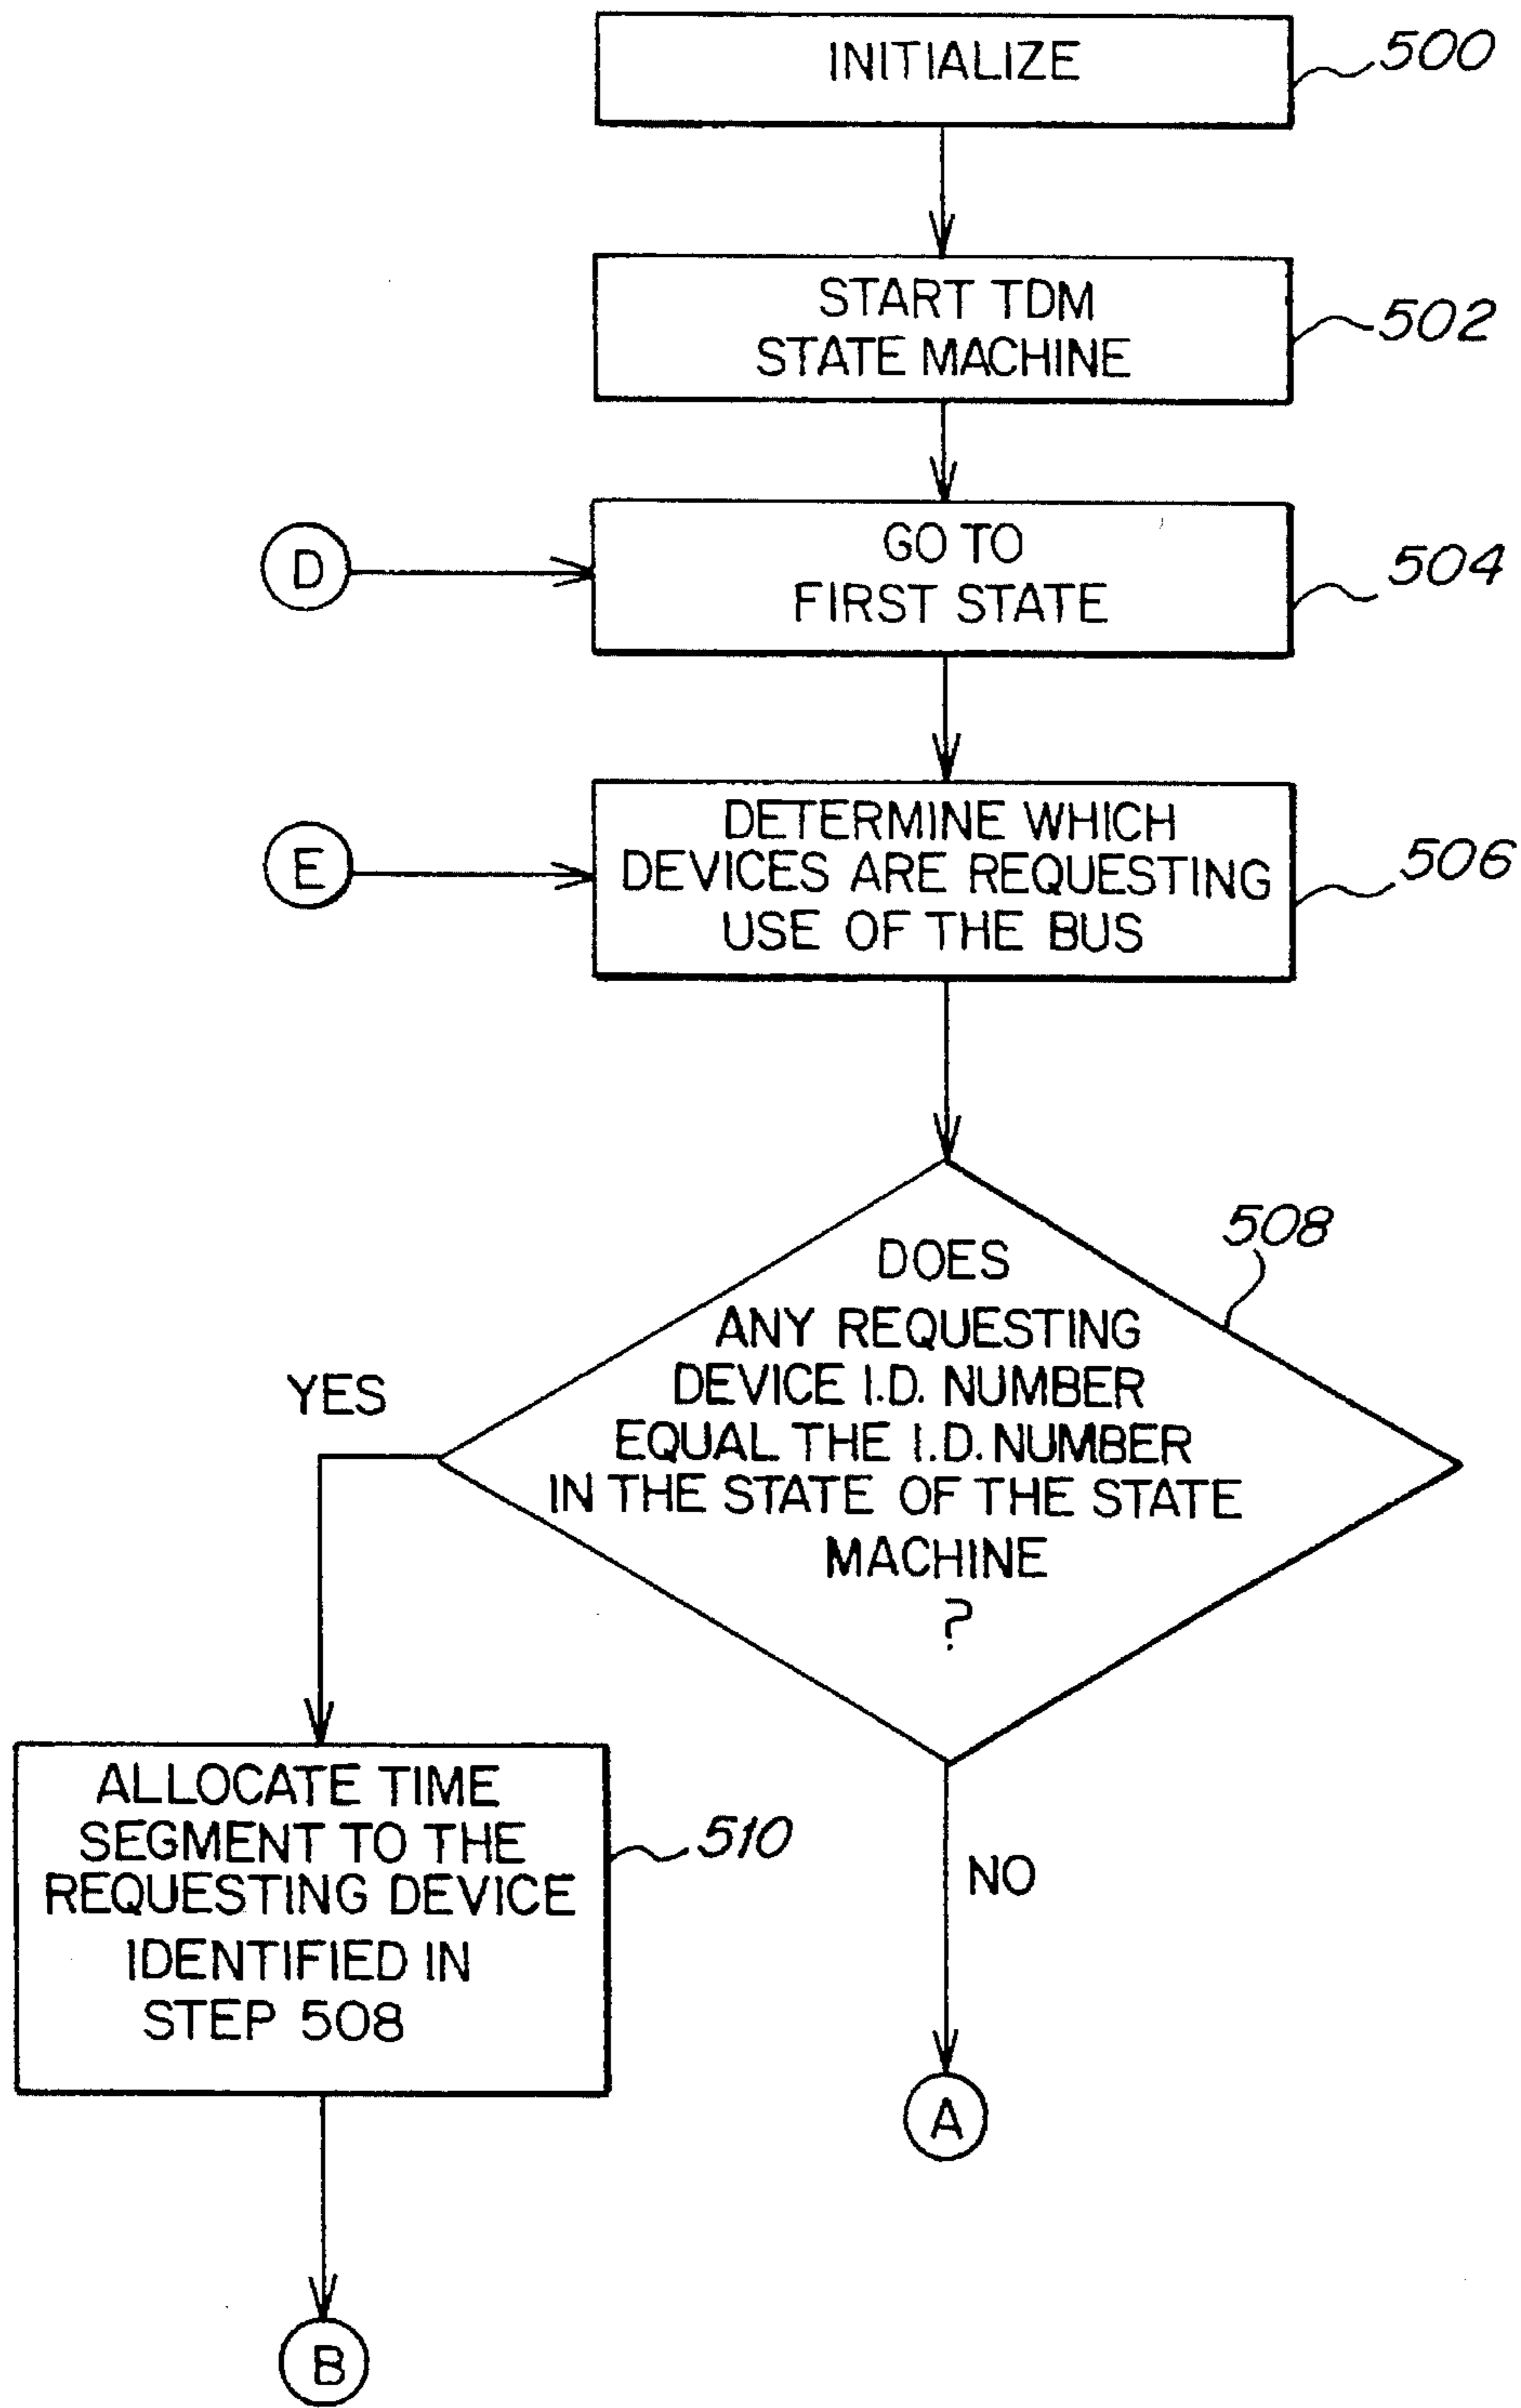 INITIALIZE
500
START TDM
STATE MACHINE
502
D
GO TO
FIRST STATE
504
E
DETERMINE WHICH
DEVICES ARE REQUESTING
USE OF THE BUS
506
508
DOES
ANY REQUESTING
DEVICE I.D. NUMBER
EQUAL THE I.D. NUMBER
IN THE STATE OF THE STATE
MACHINE
?
YES
ALLOCATE TIME
SEGMENT TO THE
REQUESTING DEVICE
IDENTIFIED IN
STEP 508
510
NO
A
B